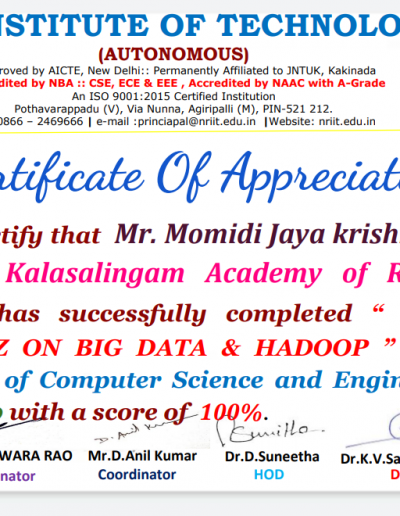 NSTITUTE OF TECHNOLO
(AUTONOMOUS)
roved by AICTE, New Delhi:: Permanently Affiliated to JNTUK, Kakinada
edited by NBA :: CSE, ECE & EEE , Accredited by NAAC with A-Grade
An ISO 9001:2015 Certified Institution
Pothavarappadu (V), Via Nunna, Agiripalli (M), PIN-521 212.
0866 – 2469666 | e-mail :principal@nriit.edu.in |Website: nriit.edu.in
rtificate Of Appreciat
rtify that Mr. Momidi Jaya krish
Kalasalingam Academy of R
has successfully completed “
Z ON BIG DATA & HADOOP ”
of Computer Science and Engin
with a score of 100%.
WARA RAO Mr.D.Anil Kumar Dr.D.Suneetha Dr.K.V.Sa
nator Coordinator HOD D